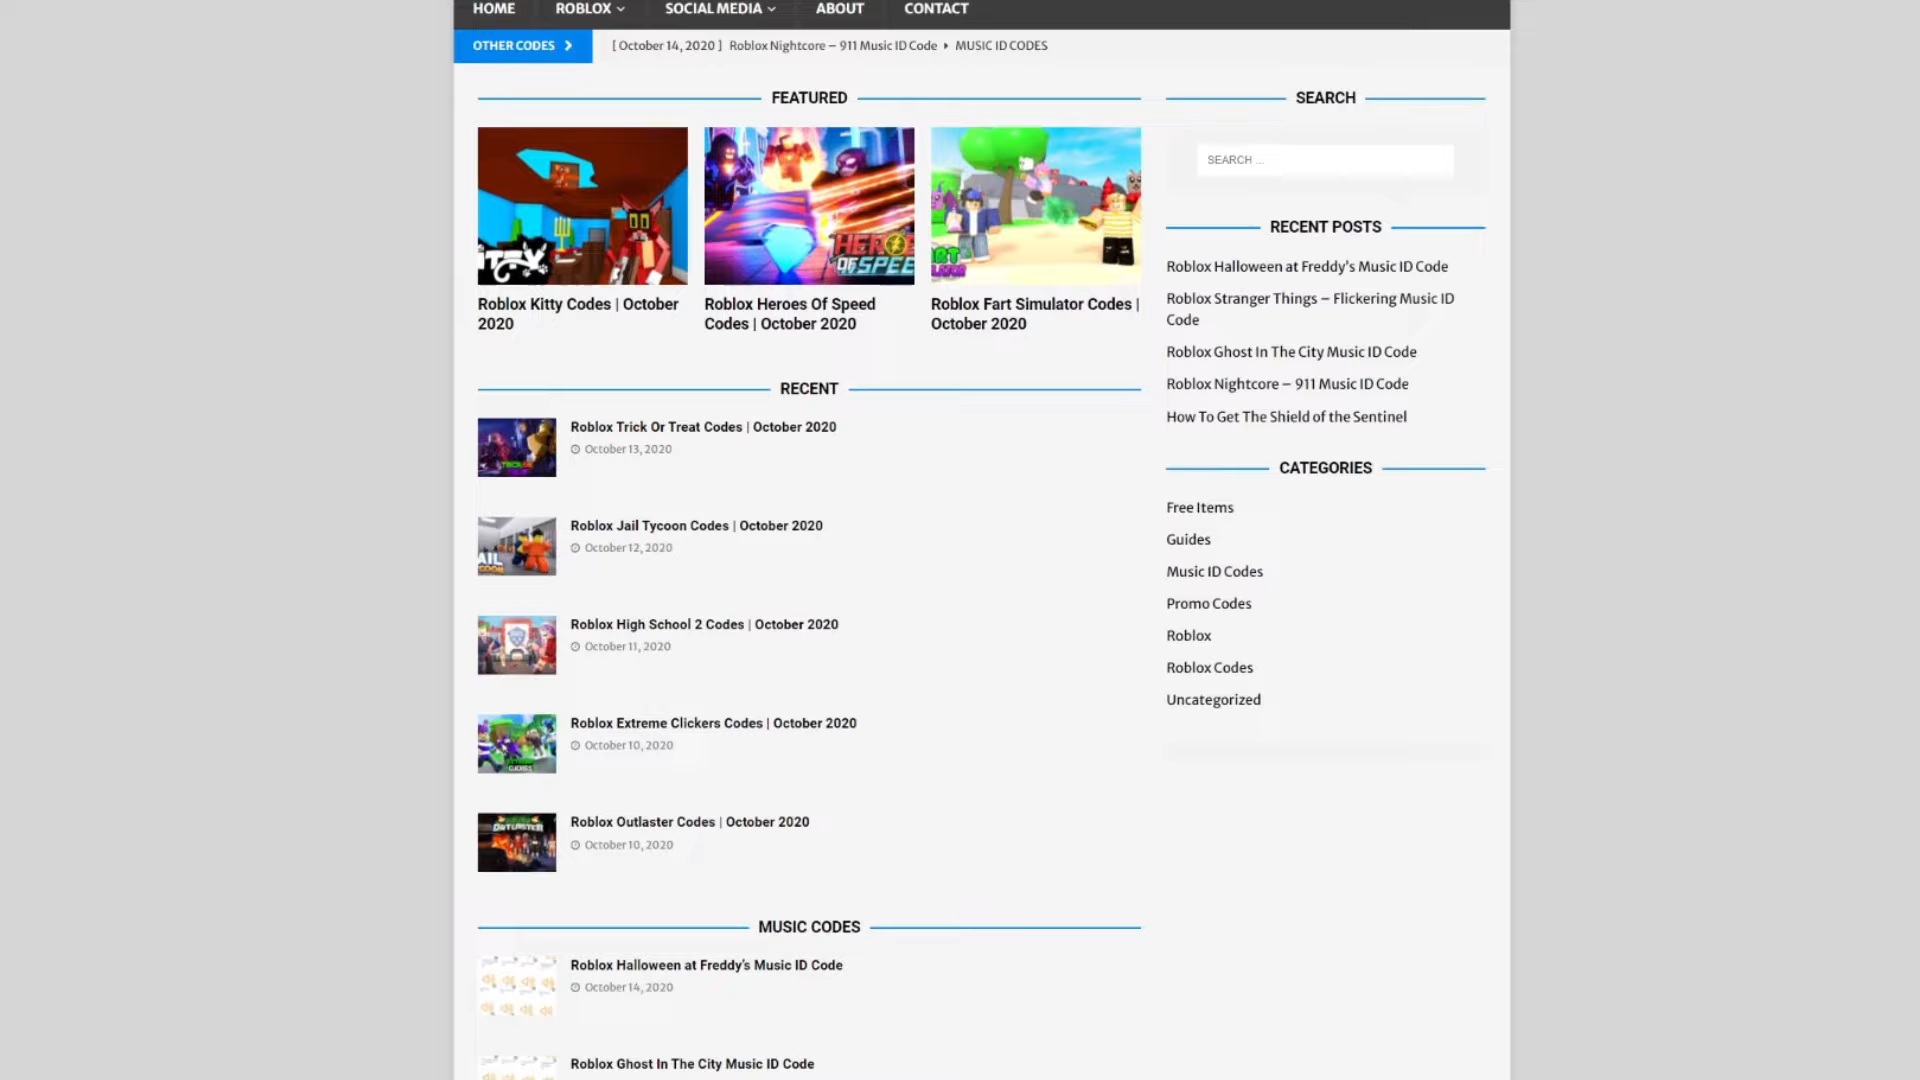 HOME ROBLOX SOCIAL MEDIA ABOUT CONTACT
OTHER CODES [ October 14, 2020 ] Roblox Nightcore – 911 Music ID Code MUSIC ID CODES
FEATURED
Roblox Kitty Codes | October
2020
HEROES
OF SPEE
Roblox Heroes Of Speed
Codes | October 2020
Roblox Fart Simulator Codes |
October 2020
RECENT
Roblox Trick Or Treat Codes | October 2020
October 13, 2020
AIL
Roblox Jail Tycoon Codes | October 2020
October 12, 2020
Roblox High School 2 Codes | October 2020
October 11, 2020
Roblox Extreme Clickers Codes | October 2020
October 10, 2020
OUTLASTER
Roblox Outlaster Codes | October 2020
October 10, 2020
MUSIC CODES
Roblox Halloween at Freddy’s Music ID Code
October 14, 2020
Roblox Ghost In The City Music ID Code
SEARCH
SEARCH …
RECENT POSTS
Roblox Halloween at Freddy’s Music ID Code
Roblox Stranger Things – Flickering Music ID
Code
Roblox Ghost In The City Music ID Code
Roblox Nightcore – 911 Music ID Code
How To Get The Shield of the Sentinel
CATEGORIES
Free Items
Guides
Music ID Codes
Promo Codes
Roblox
Roblox Codes
Uncategorized